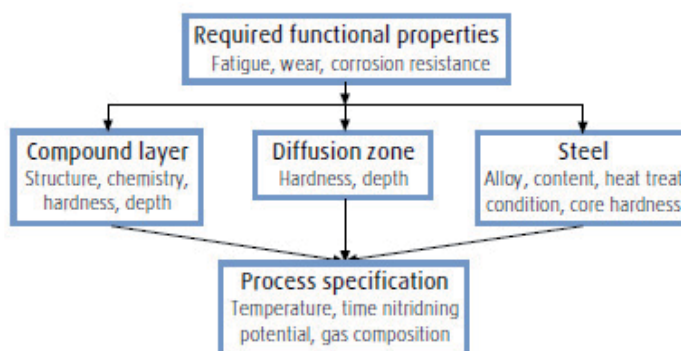 Required functional properties
Fatigue, wear, corrosion resistance
Compound layer
Structure, chemistry,
hardness, depth
Diffusion zone
Hardness, depth
Steel
Alloy, content, heat treat
condition, core hardness
Process specification
Temperature, time nitridning
potential, gas composition